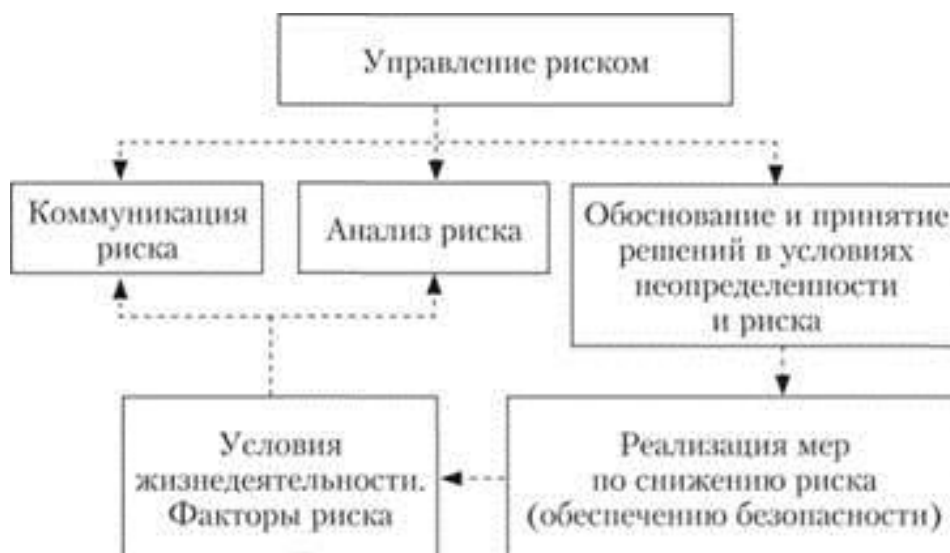 Управление риском
Коммуникация
риска
Анализ риска
Обоснование и принятие
решений в условиях
неопределенности
и риска
Условия
жизнедеятельности.
Факторы риска
Реализация мер
по снижению риска
(обеспечению безопасности)